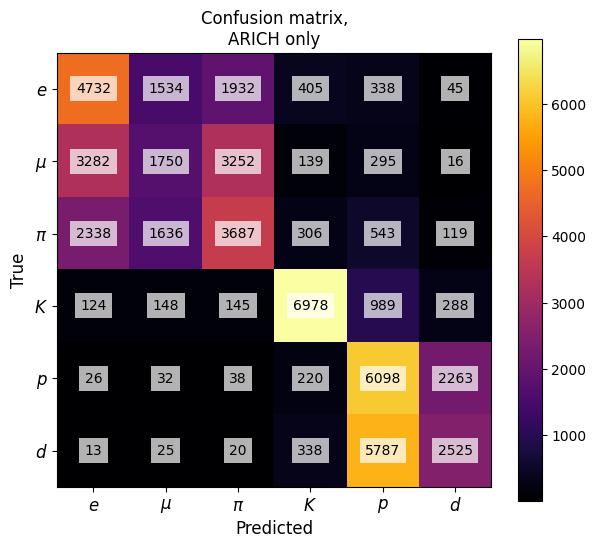 Confusion matrix,
ARICH only
True
e 4732 1534 1932 405 338 45
μ 3282 1750 3252 139 295 16
π 2338 1636 3687 306 543 119
K 124 148 145 6978 989 288
p 26 32 38 220 6098 2263
d 13 25 20 338 5787 2525
e μ π K p d
Predicted
6000
5000
4000
3000
2000
1000